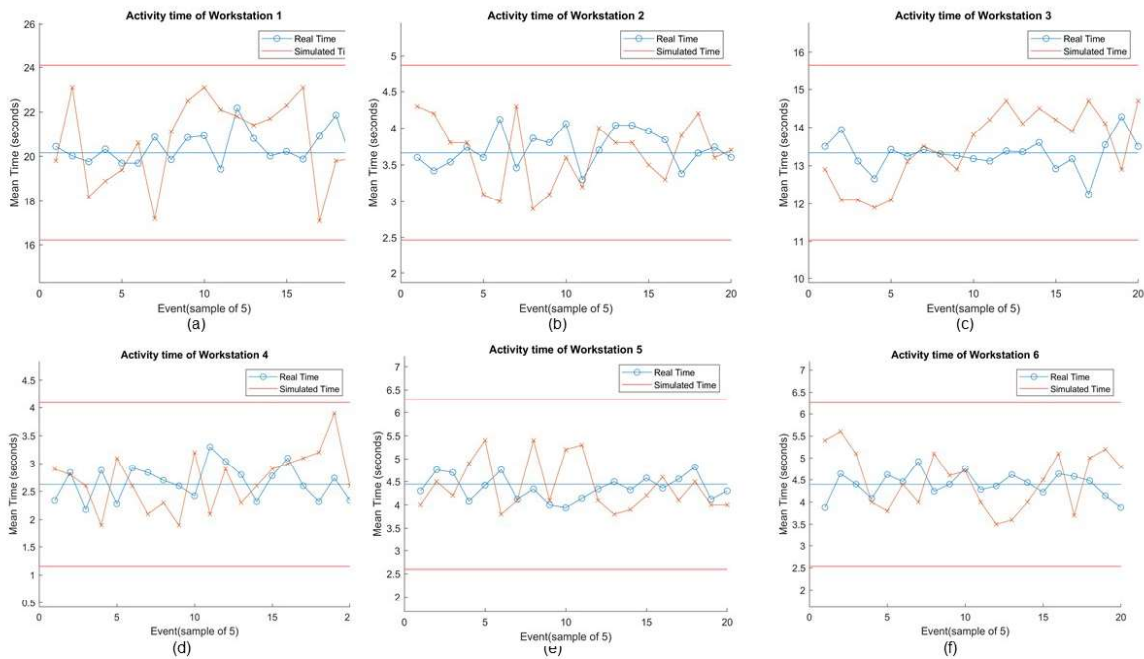 Activity time of Workstation 1
26
24
22
20
18
16
0
5
10
15
Mean Time (seconds)
Event(sample of 5)
Real Time
Simulated Ti
(a)
Activity time of Workstation 2
5
4.5
4
3.5
3
2.5
2
0
5
10
15
20
Mean Time (seconds)
Event(sample of 5)
Real Time
Simulated Time
(b)
Activity time of Workstation 3
16
15
14
13
12
11
10
0
5
10
15
20
Mean Time (seconds)
Event(sample of 5)
Real Time
Simulated Time
(c)
Activity time of Workstation 4
4.5
4
3.5
3
2.5
2
1.5
1
0.5
0
5
10
15
2
Mean Time (seconds)
Event(sample of 5)
Real Time
Simulated Time
(d)
Activity time of Workstation 5
7
6.5
6
5.5
5
4.5
4
3.5
3
2.5
2
0
5
10
15
20
Mean Time (seconds)
Event(sample of 5)
Real Time
Simulated Time
(e)
Activity time of Workstation 6
7
6.5
6
5.5
5
4.5
4
3.5
3
2.5
2
0
5
10
15
20
Mean Time (seconds)
Event(sample of 5)
Real Time
Simulated Time
(f)